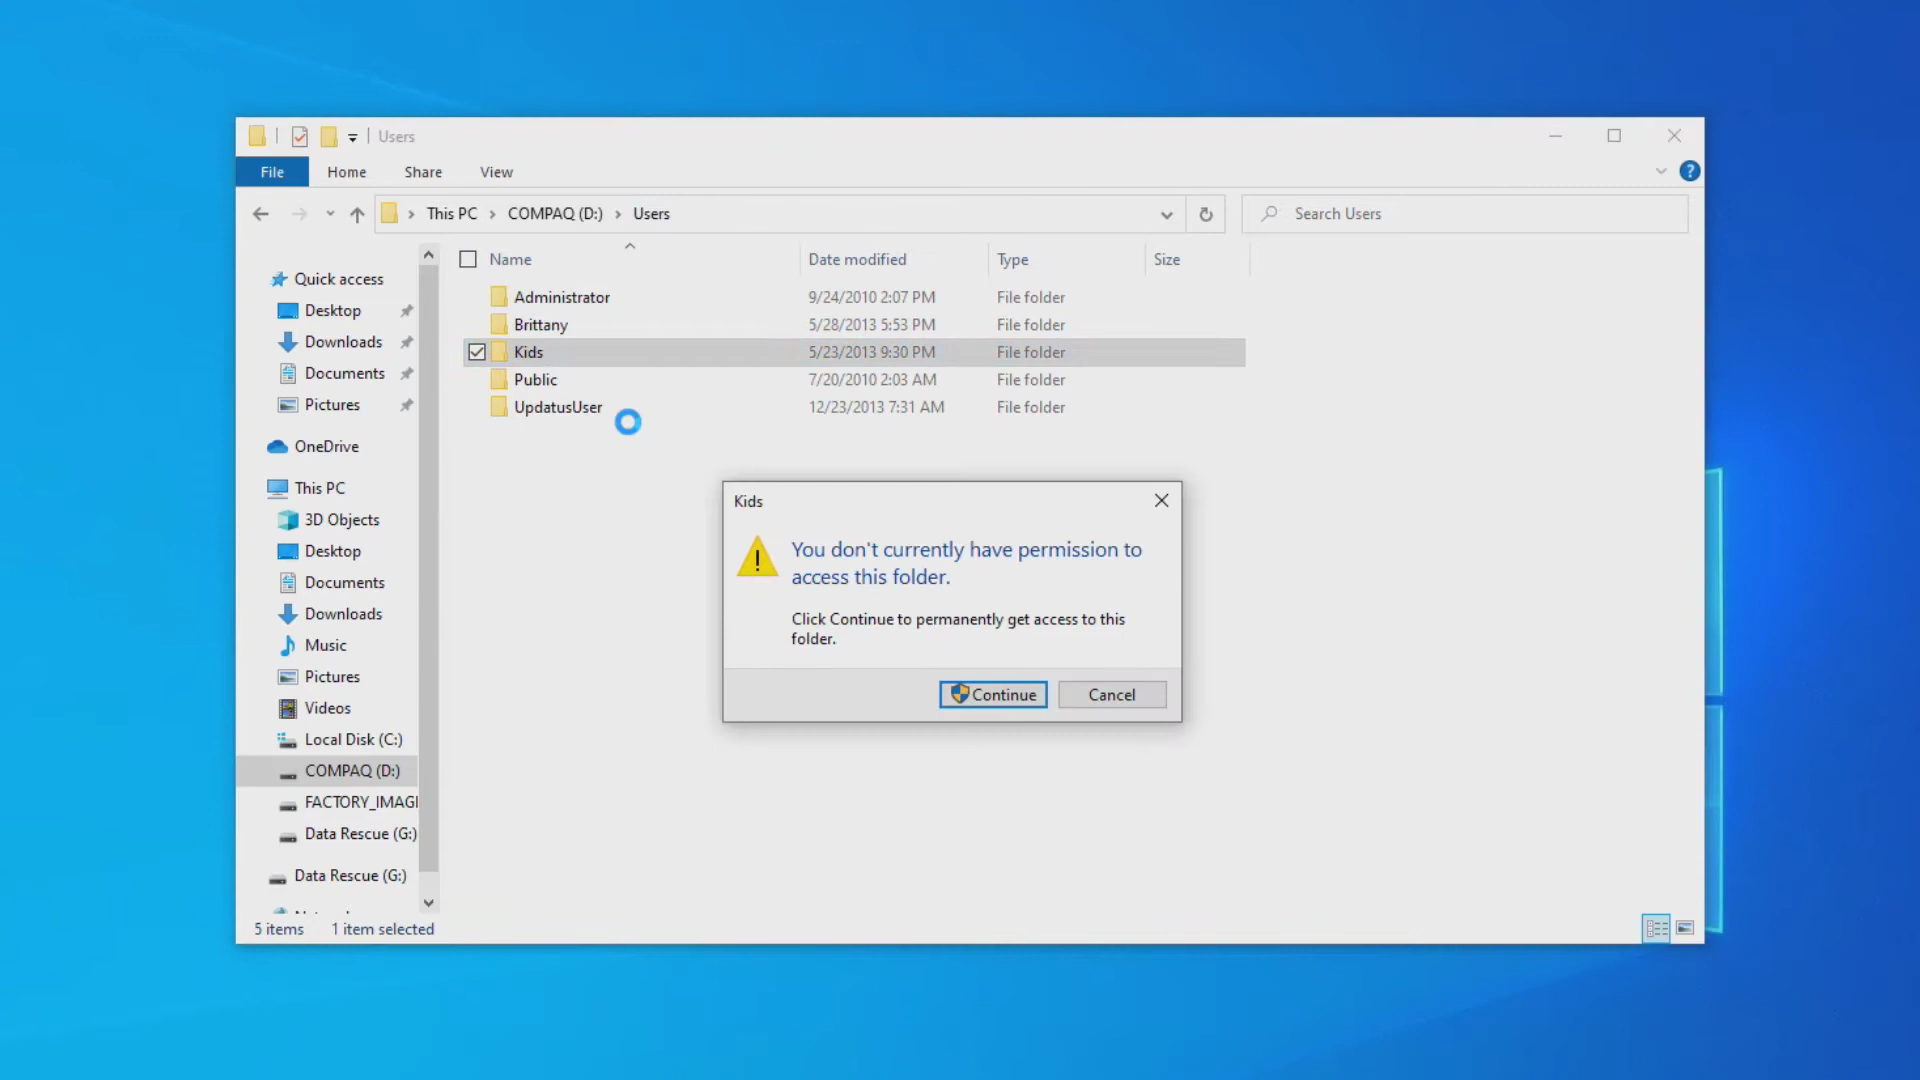 Users
File
Home
Share
View
?
This PC
COMPAQ (D:)
Users
Search Users
Name
Date modified
Type
Size
Administrator
9/24/2010 2:07 PM
File folder
Brittany
5/28/2013 5:53 PM
File folder
Kids
5/23/2013 9:30 PM
File folder
Public
7/20/2010 2:03 AM
File folder
UpdatusUser
12/23/2013 7:31 AM
File folder
Quick access
Desktop
Downloads
Documents
Pictures
OneDrive
This PC
3D Objects
Desktop
Documents
Downloads
Music
Pictures
Videos
Local Disk (C:)
COMPAQ (D:)
FACTORY_IMAG
Data Rescue (G:)
Data Rescue (G:)
Kids
You don't currently have permission to
access this folder.
Click Continue to permanently get access to this
folder.
Continue
Cancel
5 items
1 item selected